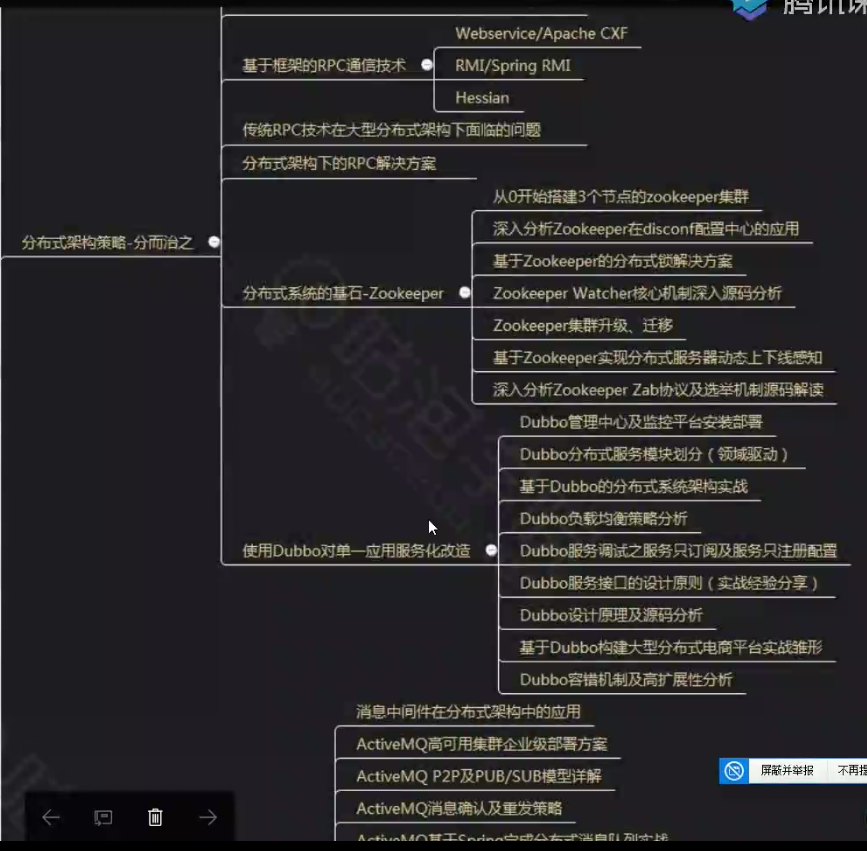 腾讯课
Webservice/Apache CXF
基于框架的RPC通信技术
RMI/Spring RMI
Hessian
传统RPC技术在大型分布式架构下面临的问题
分布式架构下的RPC解决方案
从0开始搭建3个节点的zookeeper集群
深入分析Zookeeper在disconf配置中心的应用
分布式架构策略-分而治之
基于Zookeeper的分布式锁解决方案
分布式系统的基石-Zookeeper
Zookeeper Watcher核心机制深入源码分析
Zookeeper集群升级、迁移
基于Zookeeper实现分布式服务器动态上下线感知
深入分析Zookeeper Zab协议及选举机制源码解读
Dubbo管理中心及监控平台安装部署
Dubbo分布式服务模块划分（领域驱动）
基于Dubbo的分布式系统架构实战
Dubbo负载均衡策略分析
使用Dubbo对单一应用服务化改造
Dubbo服务调试之服务只订阅及服务只注册配置
Dubbo服务接口的设计原则（实战经验分享）
Dubbo设计原理及源码分析
基于Dubbo构建大型分布式电商平台实战雏形
Dubbo容错机制及高扩展性分析
消息中间件在分布式架构中的应用
ActiveMQ高可用集群企业级部署方案
屏蔽并举报
不再提
ActiveMQ P2P及PUB/SUB模型详解
ActiveMQ消息确认及重发策略
ActiveMQ基于Spring完成分布式消息队列实战